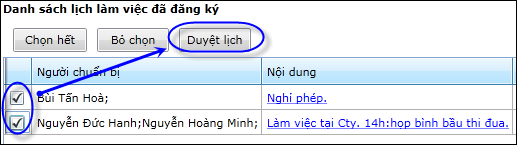 Danh sách lịch làm việc đã đăng ký
Chọn hết Bỏ chọn Duyệt lịch
Người chuẩn bị Nội dung
Bùi Tấn Hoà; Nghỉ phép.
Nguyễn Đức Hanh;Nguyễn Hoàng Minh; Làm việc tại Cty. 14h:họp bình bầu thi đua.